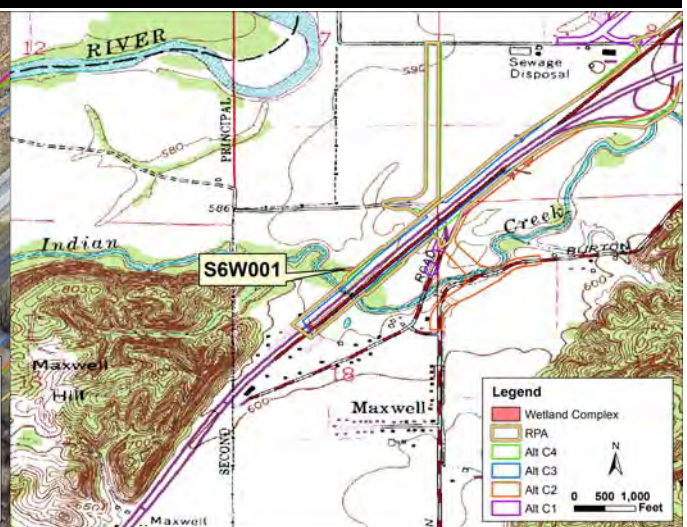 12
RIVER
7
590
Sewage
Disposal
PRINCIPAL
580
586
Creek
Indian
S6W001
ROAD
BURTON
600
Maxwell
Hill
18
600
Maxwell
SECOND
Maxwell
Legend
Wetland Complex
RPA
Alt C4
Alt C3
Alt C2
Alt C1
N
0 500 1,000
Feet